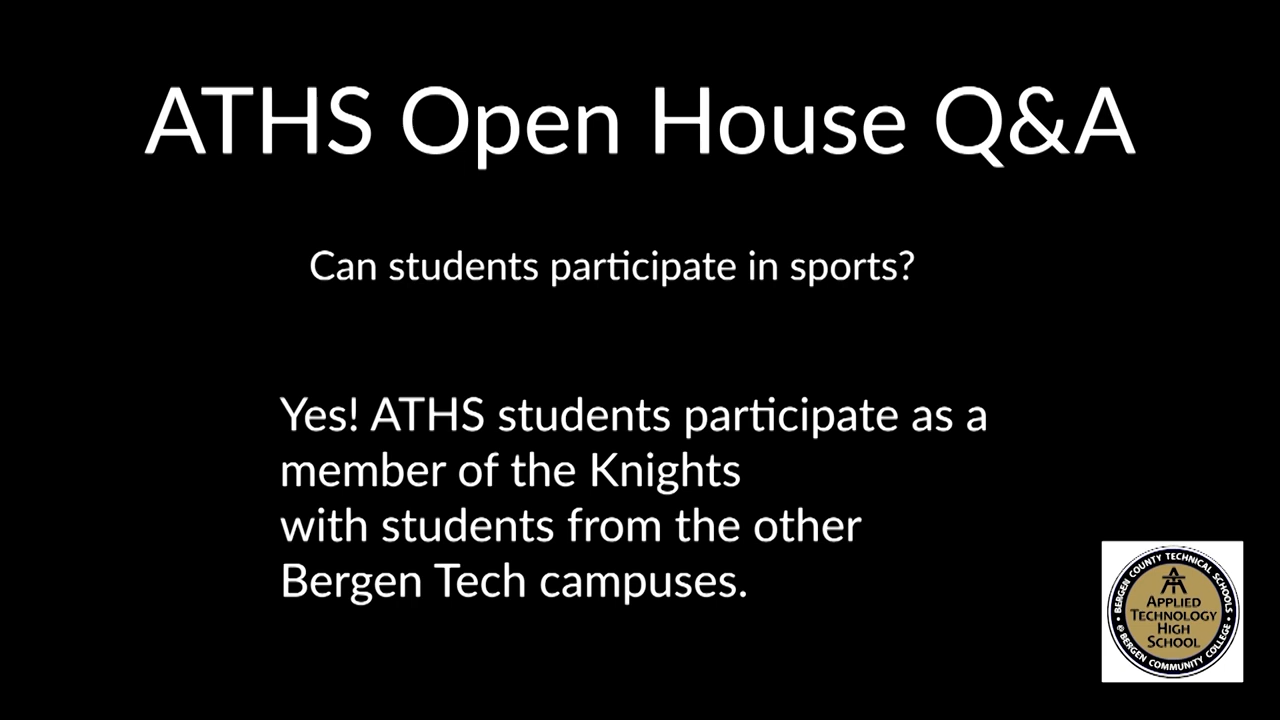 ATHS Open House Q&A
Can students participate in sports?
Yes! ATHS students participate as a
member of the Knights
with students from the other
Bergen Tech campuses.
BERGEN COUNTY TECHNICAL SCHOOLS
APPLIED
TECHNOLOGY
HIGH
SCHOOL
@ BERGEN COMMUNITY COLLEGE